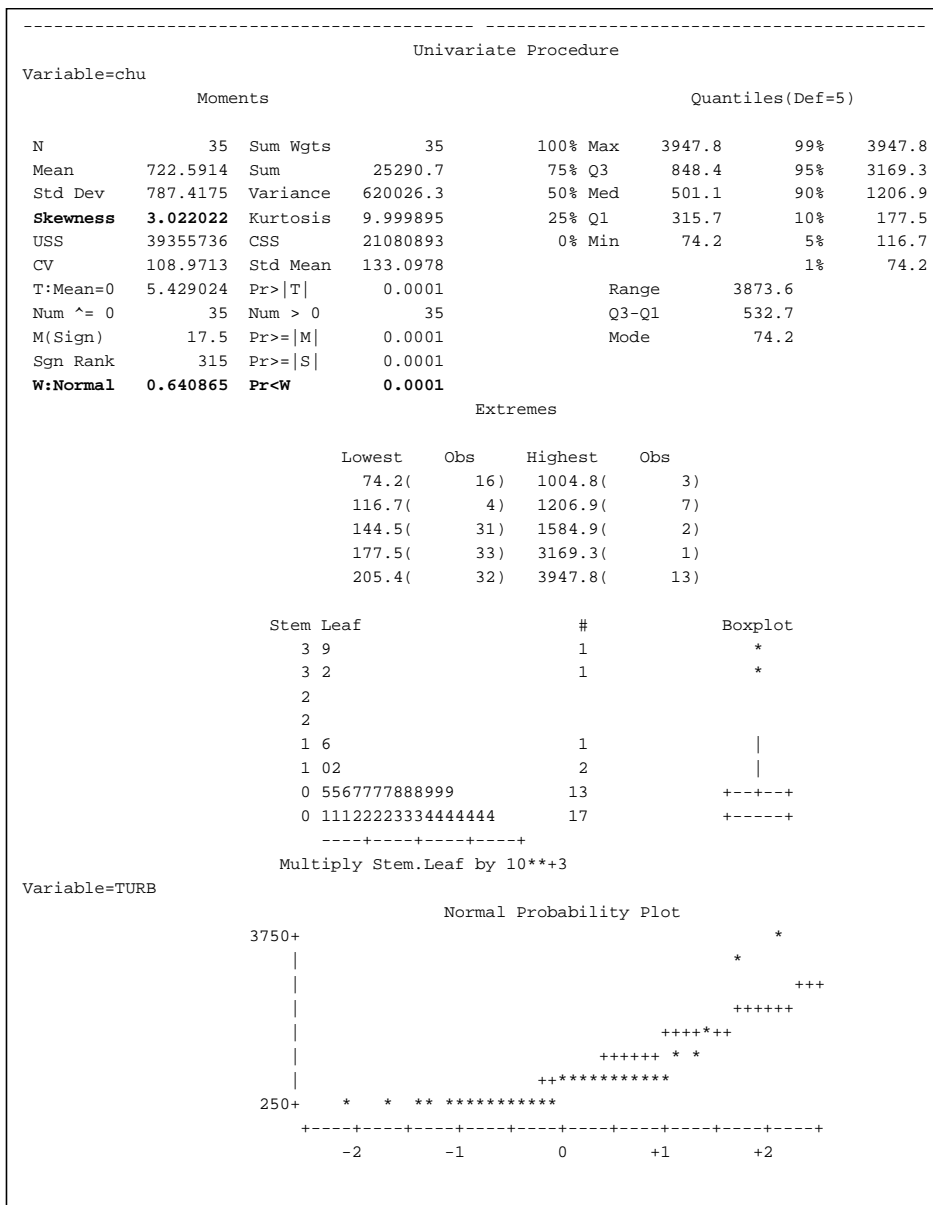 ----------------------------------------- ----------------------------------------
Univariate Procedure
Variable=chu
Moments Quantiles(Def=5)
N 35 Sum Wgts 35 100% Max 3947.8 99% 3947.8
Mean 722.5914 Sum 25290.7 75% Q3 848.4 95% 3169.3
Std Dev 787.4175 Variance 620026.3 50% Med 501.1 90% 1206.9
Skewness 3.022022 Kurtosis 9.999895 25% Q1 315.7 10% 177.5
USS 39355736 CSS 21080893 0% Min 74.2 5% 116.7
CV 108.9713 Std Mean 133.0978 1% 74.2
T:Mean=0 5.429024 Pr>|T| 0.0001 Range 3873.6
Num ^= 0 35 Num > 0 35 Q3-Q1 532.7
M(Sign) 17.5 Pr>=|M| 0.0001 Mode 74.2
Sgn Rank 315 Pr>=|S| 0.0001
W:Normal 0.640865 Pr<W 0.0001
Extremes
Lowest Obs Highest Obs
74.2( 16) 1004.8( 3)
116.7( 4) 1206.9( 7)
144.5( 31) 1584.9( 2)
177.5( 33) 3169.3( 1)
205.4( 32) 3947.8( 13)
Stem Leaf # Boxplot
3 9 1 *
3 2 1 *
2
2
1 6 1 |
1 02 2 |
0 5567777888999 13 +--+--+
0 11122223334444444 17 +-----+
----+----+----+----+
Multiply Stem.Leaf by 10**+3
Variable=TURB
Normal Probability Plot
3750+ *
| *
| +++
| ++++++
| ++++*++
| ++++++ * *
| ++***********
250+ * * ** ***********
+----+----+----+----+----+----+----+----+----+----+
-2 -1 0 +1 +2